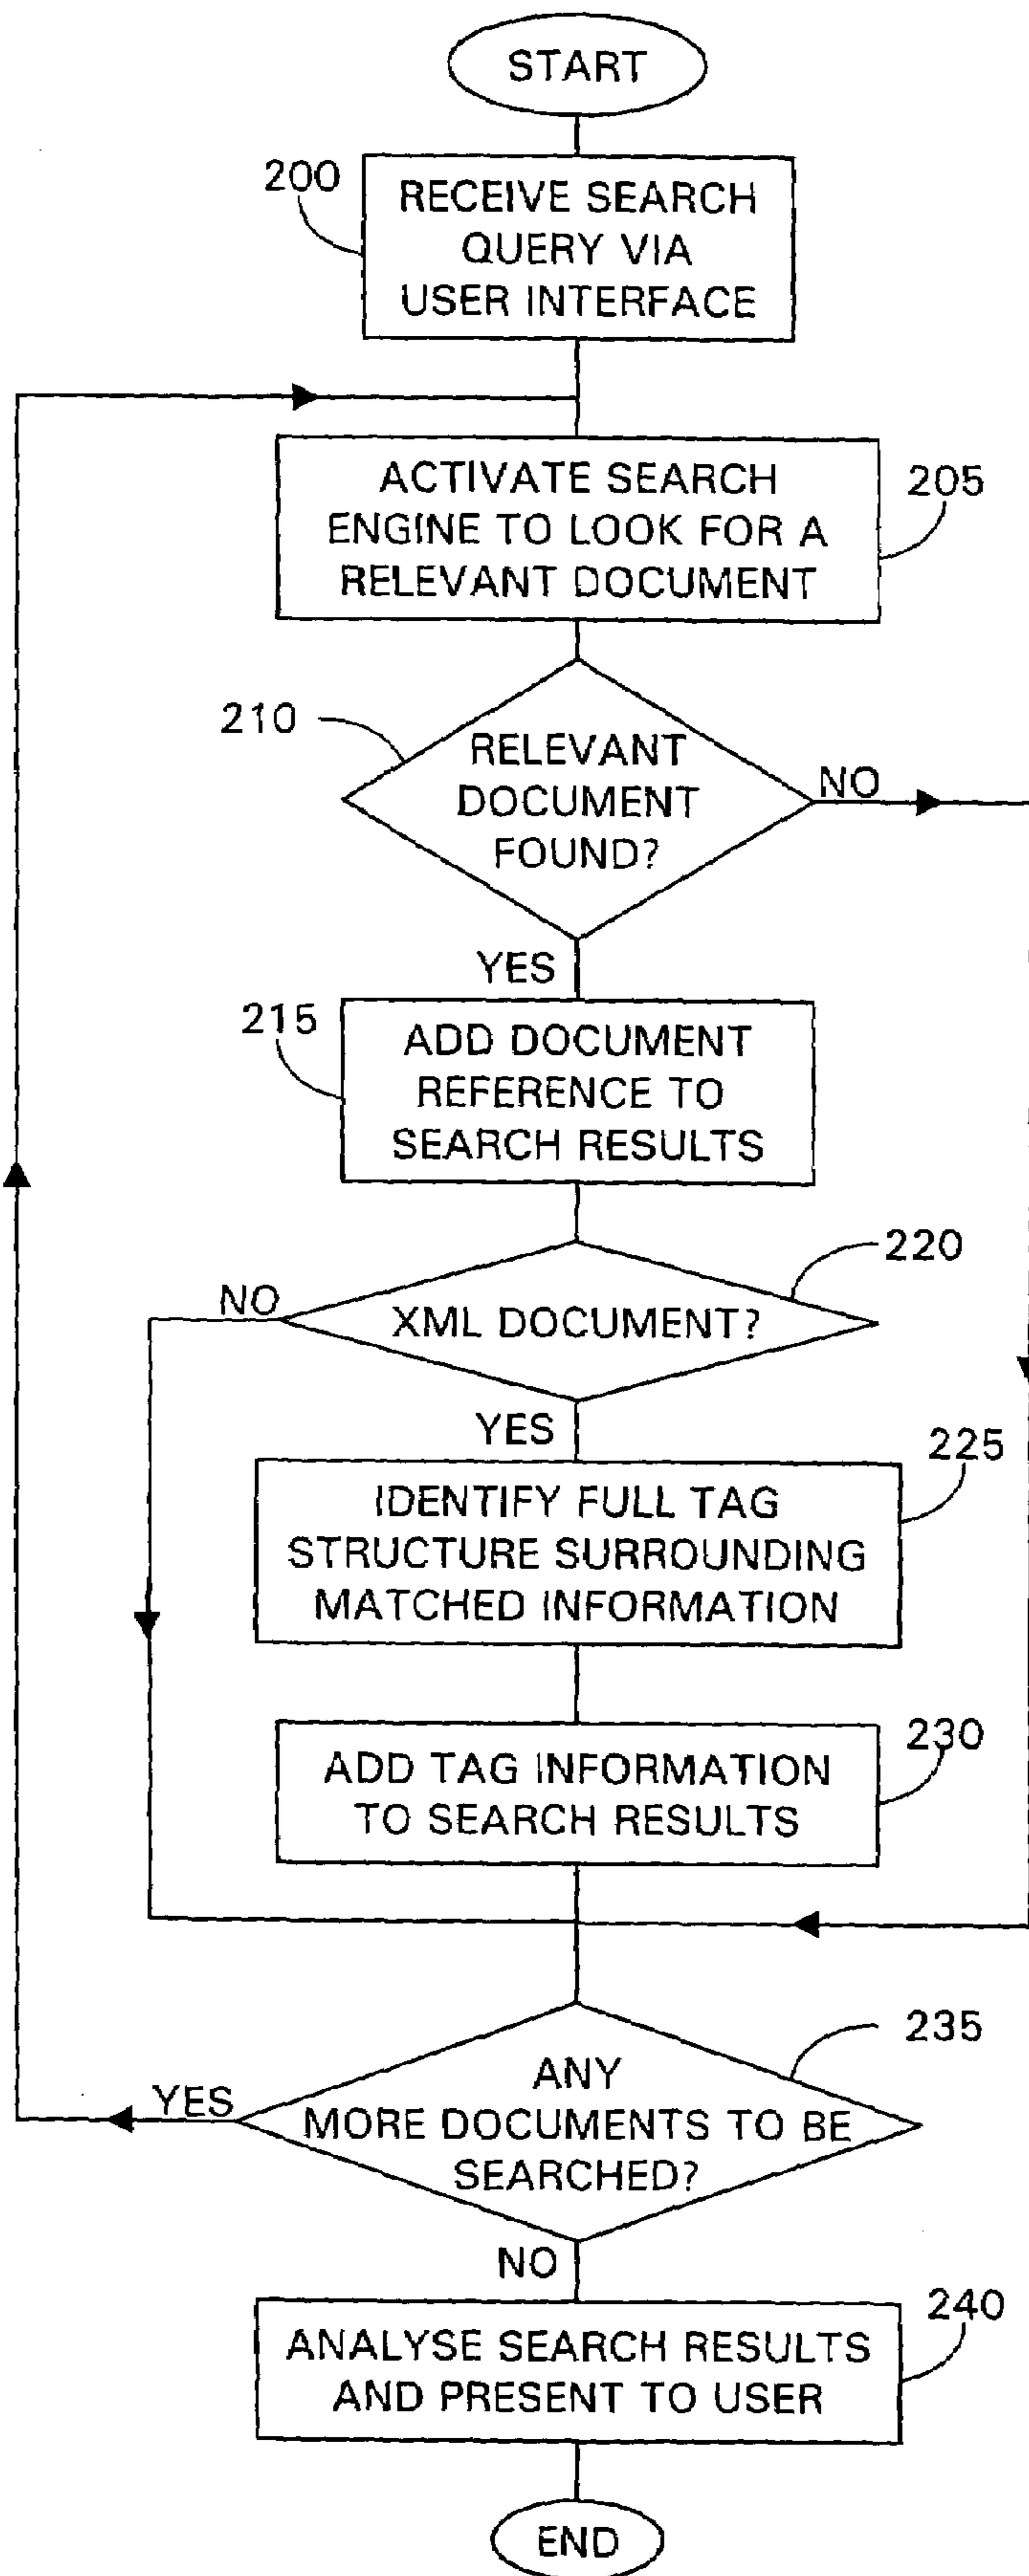 START
200
RECEIVE SEARCH
QUERY VIA
USER INTERFACE
ACTIVATE SEARCH
ENGINE TO LOOK FOR A
RELEVANT DOCUMENT
205
210
RELEVANT
DOCUMENT
FOUND?
NO
YES
215
ADD DOCUMENT
REFERENCE TO
SEARCH RESULTS
220
NO
XML DOCUMENT?
YES
225
IDENTIFY FULL TAG
STRUCTURE SURROUNDING
MATCHED INFORMATION
230
ADD TAG INFORMATION
TO SEARCH RESULTS
235
YES
ANY
MORE DOCUMENTS TO BE
SEARCHED?
NO
240
ANALYSE SEARCH RESULTS
AND PRESENT TO USER
END